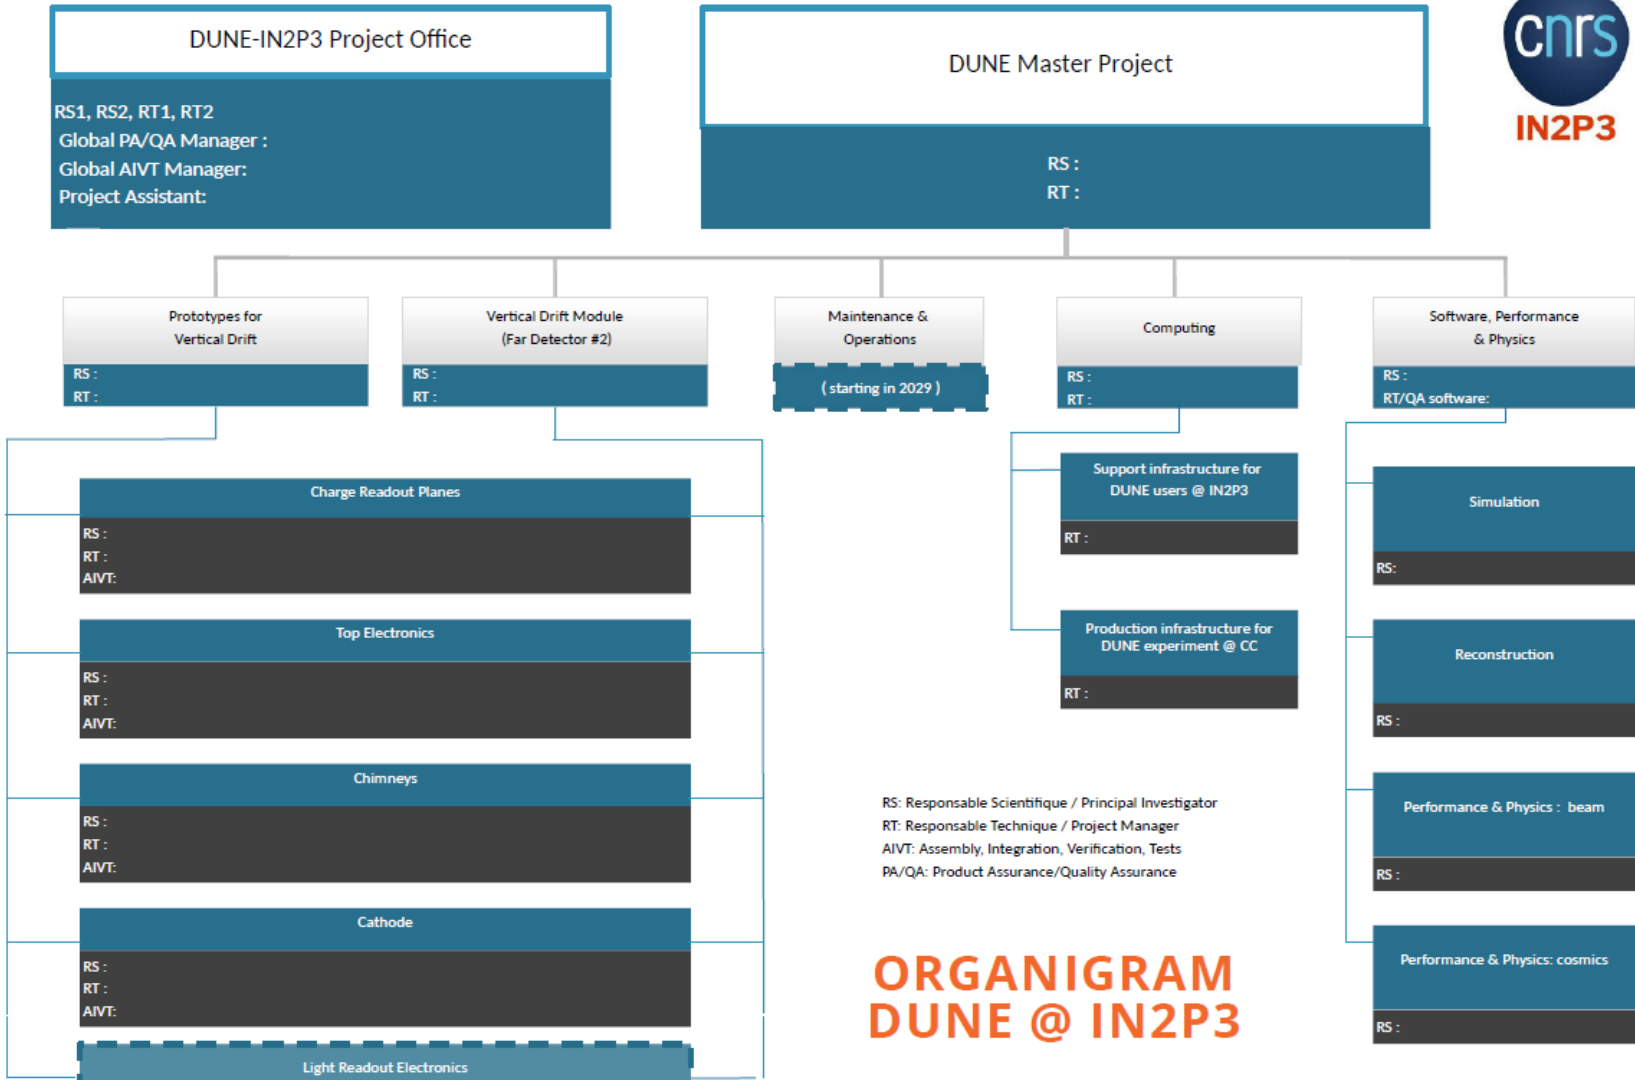 DUNE-IN2P3 Project Office
RS1, RS2, RT1, RT2
Global PA/QA Manager :
Global AIVT Manager:
Project Assistant:
DUNE Master Project
RS :
RT :
cnrs
IN2P3
Prototypes for
Vertical Drift
RS :
RT :
Vertical Drift Module
(Far Detector #2)
RS :
RT :
Maintenance &
Operations
( starting in 2029 )
Computing
RS :
RT :
Software, Performance
& Physics
RS :
RT/QA software:
Charge Readout Planes
RS :
RT :
AIVT:
Top Electronics
RS :
RT :
AIVT:
Chimneys
RS :
RT :
AIVT:
Cathode
RS :
RT :
AIVT:
Light Readout Electronics
Support infrastructure for
DUNE users @ IN2P3
RT :
Production infrastructure for
DUNE experiment @ CC
RT :
Simulation
RS:
Reconstruction
RS :
Performance & Physics : beam
RS :
Performance & Physics: cosmics
RS :
RS: Responsable Scientifique / Principal Investigator
RT: Responsable Technique / Project Manager
AIVT: Assembly, Integration, Verification, Tests
PA/QA: Product Assurance/Quality Assurance
ORGANIGRAM
DUNE @ IN2P3